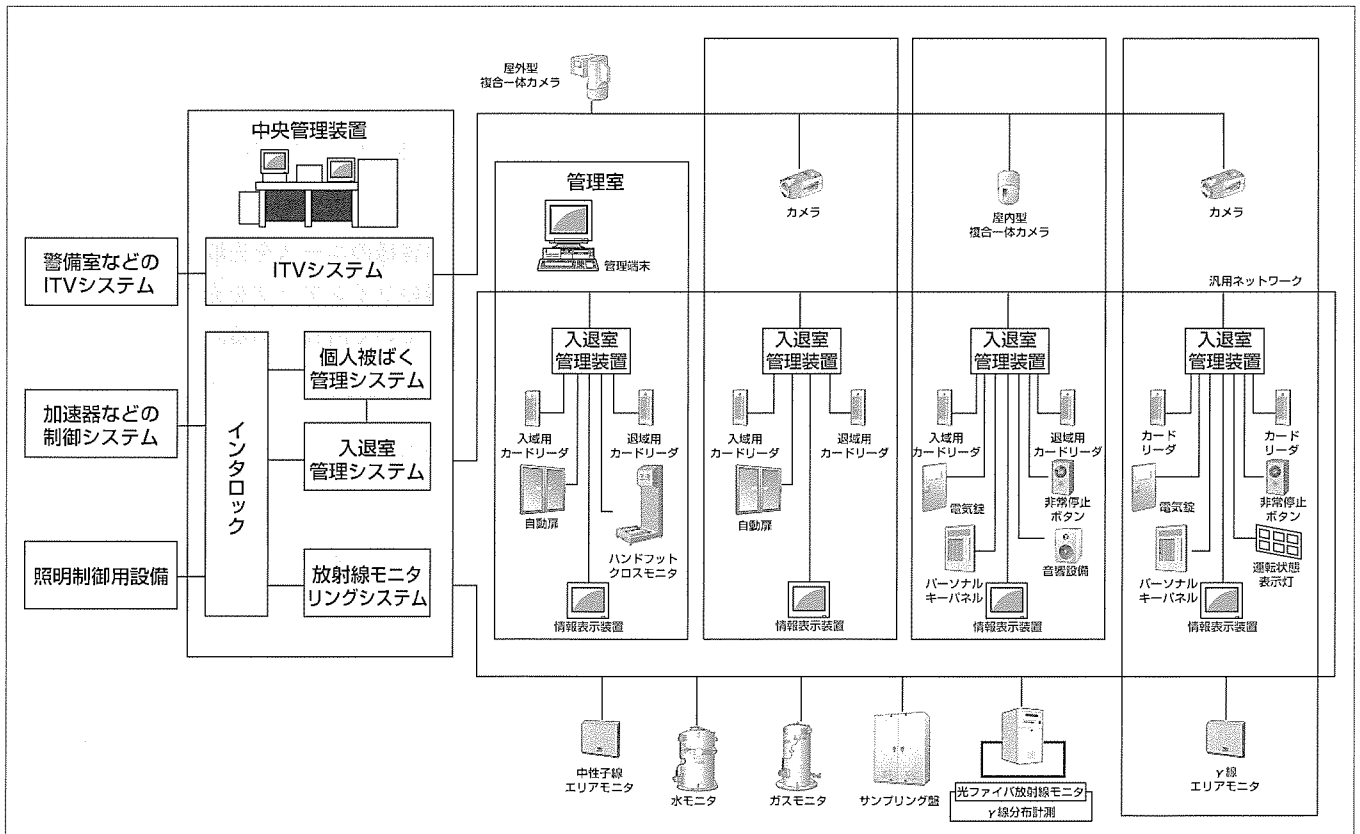 屋外型
複合一体カメラ
中央管理装置
管理室
カメラ
屋内型
複合一体カメラ
カメラ
管理端末
警備室などの
ITVシステム
ITVシステム
汎用ネットワーク
入退室
管理装置
入退室
管理装置
入退室
管理装置
入退室
管理装置
個人被ばく
管理システム
加速器などの
制御システム
インタロック
入退室
管理システム
入域用
カードリーダ
退域用
カードリーダ
自動扉
ハンドフット
クロスモニタ
情報表示装置
入域用
カードリーダ
退域用
カードリーダ
自動扉
情報表示装置
入域用
カードリーダ
退域用
カードリーダ
電気錠
非常停止
ボタン
パーソナル
キーパネル
音響設備
情報表示装置
カード
リーダ
カード
リーダ
電気錠
非常停止
ボタン
パーソナル
キーパネル
運転状態
表示灯
情報表示装置
照明制御用設備
放射線モニタ
リングシステム
中性子線
エリアモニタ
水モニタ
ガスモニタ
サンプリング盤
光ファイバ放射線モニタ
γ線分布計測
γ線
エリアモニタ